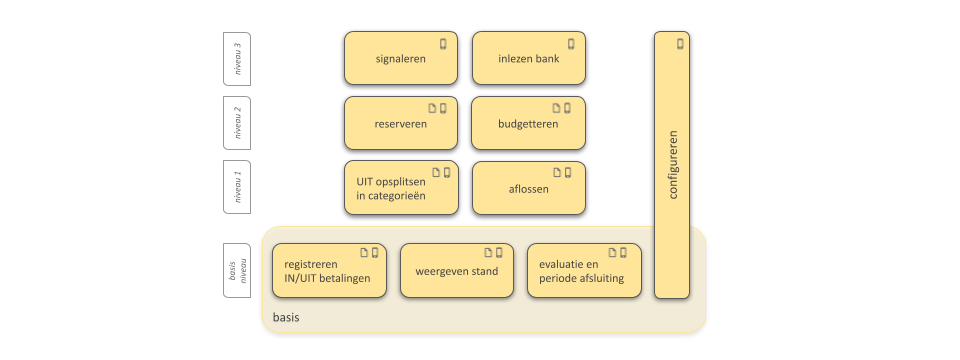 niveau 3
signaleren
inlezen bank
niveau 2
reserveren
budgetteren
niveau 1
UIT opsplitsen
in categorieën
aflossen
configureren
basis
niveau
registreren
IN/UIT betalingen
weergeven stand
evaluatie en
periode afsluiting
basis